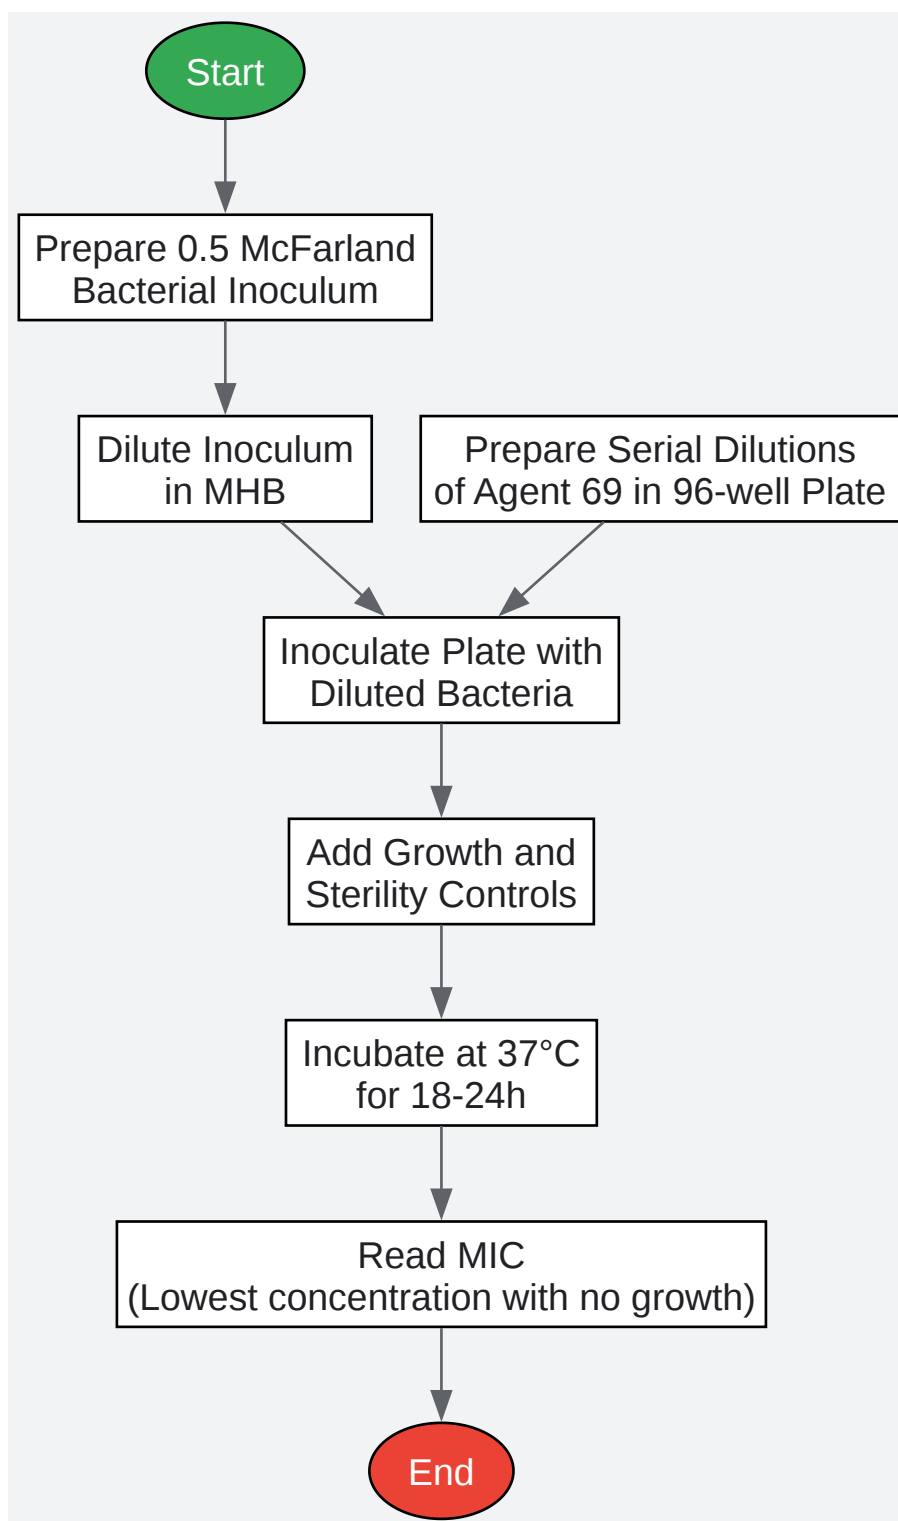 Start
Prepare 0.5 McFarland
Bacterial Inoculum
Dilute Inoculum
in MHB
Prepare Serial Dilutions
of Agent 69 in 96-well Plate
Inoculate Plate with
Diluted Bacteria
Add Growth and
Sterility Controls
Incubate at 37°C
for 18-24h
Read MIC
(Lowest concentration with no growth)
End